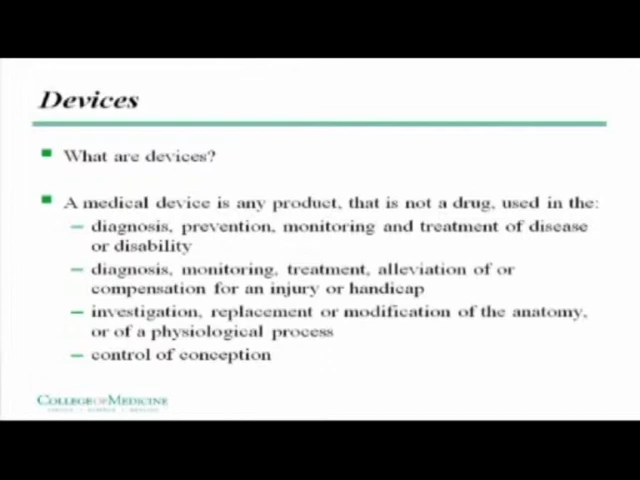 Devices
What are devices?
A medical device is any product, that is not a drug, used in the:
– diagnosis, prevention, monitoring and treatment of disease
or disability
– diagnosis, monitoring, treatment, alleviation of or
compensation for an injury or handicap
– investigation, replacement or modification of the anatomy,
or of a physiological process
– control of conception
COLLEGE OF MEDICINE